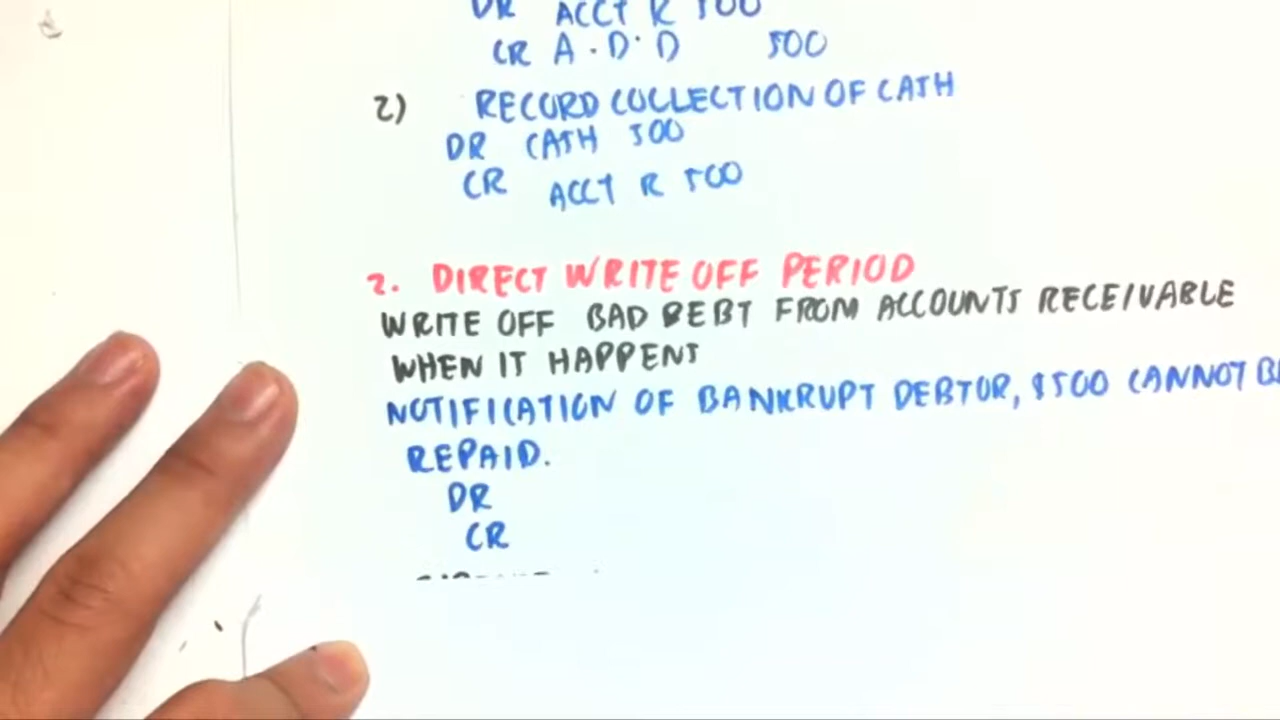 DR ACCT R 500
CR A.D.D 500
2) RECORD COLLECTION OF CASH
DR CASH 500
CR ACCT R 500
2. DIRECT WRITE OFF PERIOD
WRITE OFF BAD DEBT FROM ACCOUNTS RECEIVABLE
WHEN IT HAPPENS
NOTIFICATION OF BANKRUPT DEBTOR, $500 CANNOT
REPAID.
DR
CR